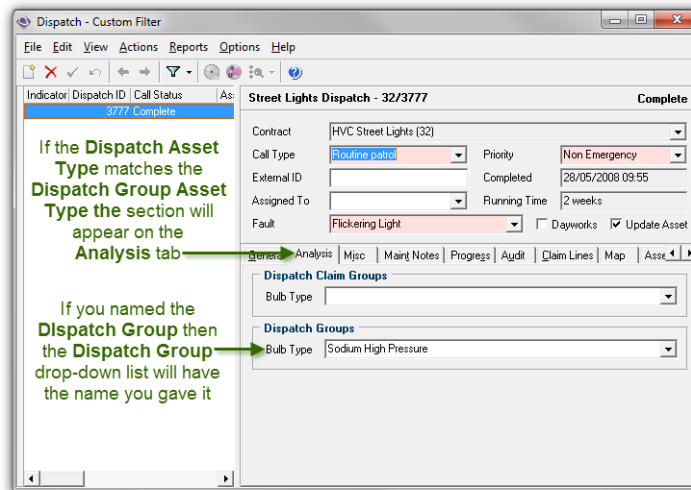 Dispatch - Custom Filter
File Edit View Actions Reports Options Help
Indicator Dispatch ID Call Status As
3777 Complete
Street Lights Dispatch - 32/3777 Complete
Contract HVC Street Lights (32)
Call Type Routine patrol Priority Non Emergency
External ID Completed 28/05/2008 09:55
Assigned To Running Time 2 weeks
Fault Flickering Light Dayworks Update Asset
General Analysis Misc Maint Notes Progress Audit Claim Lines Map Asse
Dispatch Claim Groups
Bulb Type
Dispatch Groups
Bulb Type Sodium High Pressure
If the Dispatch Asset
Type matches the
Dispatch Group Asset
Type the section will
appear on the
Analysis tab
If you named the
Dispatch Group then
the Dispatch Group
drop-down list will have
the name you gave it